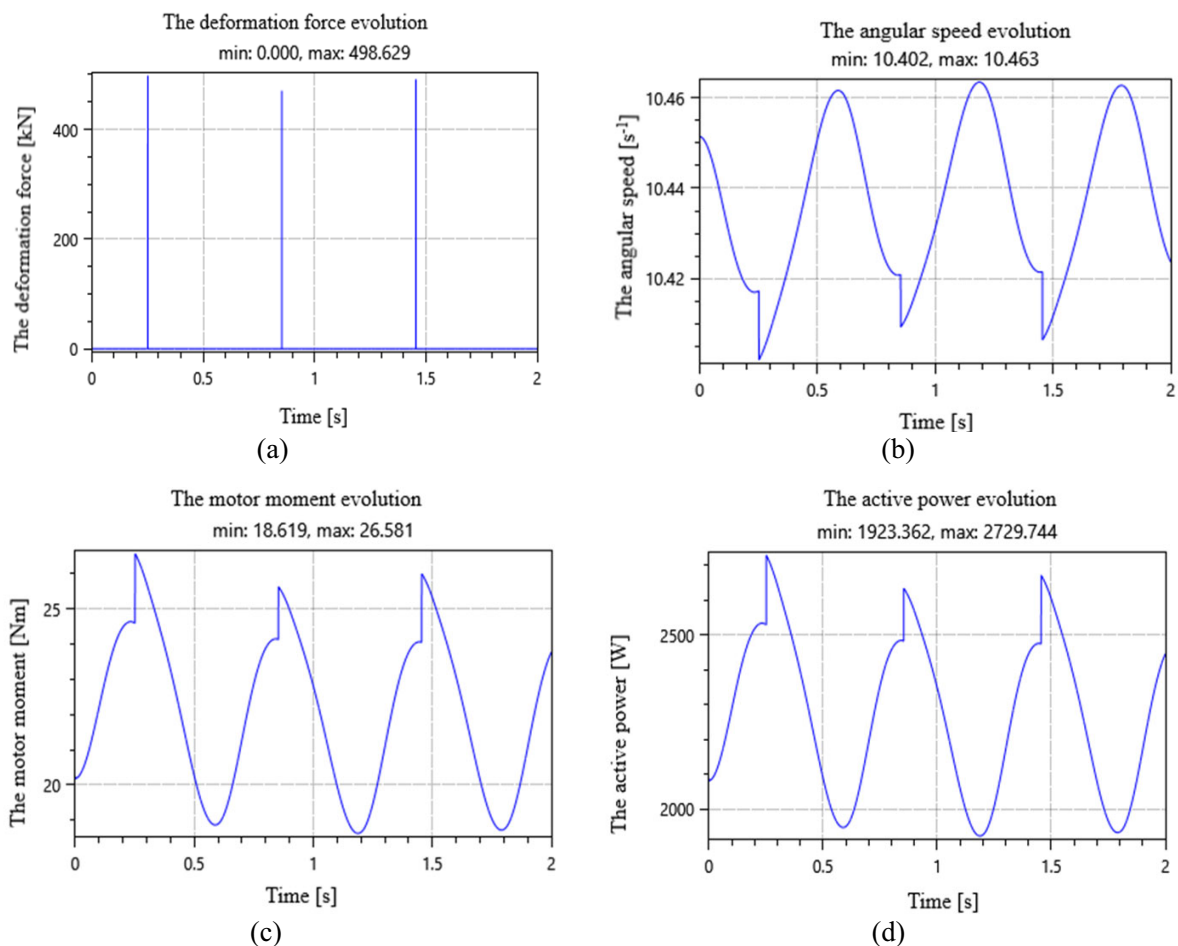 The deformation force evolution
min: 0.000, max: 498.629
The deformation force [kN]
400
200
0
0 0.5 1 1.5 2
Time [s]
(a)
The angular speed evolution
min: 10.402, max: 10.463
The angular speed [s⁻¹]
10.46
10.44
10.42
0 0.5 1 1.5 2
Time [s]
(b)
The motor moment evolution
min: 18.619, max: 26.581
The motor moment [Nm]
25
20
0 0.5 1 1.5 2
Time [s]
(c)
The active power evolution
min: 1923.362, max: 2729.744
The active power [W]
2500
2000
0 0.5 1 1.5 2
Time [s]
(d)